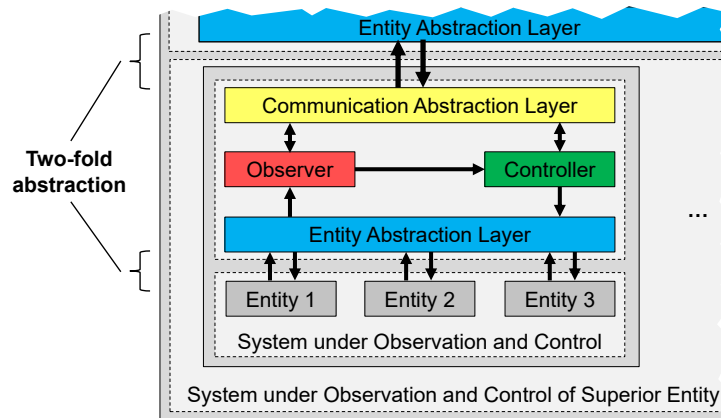 Entity Abstraction Layer
Communication Abstraction Layer
Two-fold
abstraction
Observer
Controller
...
Entity Abstraction Layer
Entity 1
Entity 2
Entity 3
System under Observation and Control
System under Observation and Control of Superior Entity